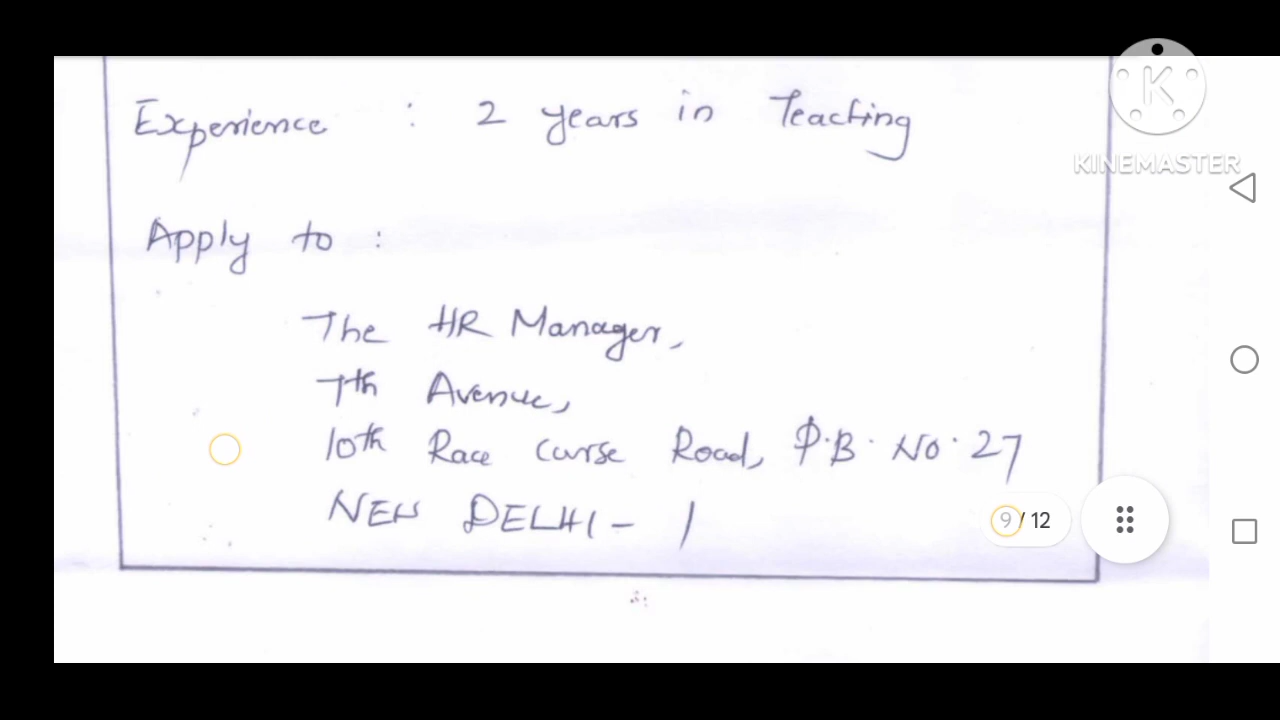 Experience : 2 years in Teaching
KINEMASTER
Apply to :
The HR Manager,
7th Avenue,
10th Race Curse Road, P.B. No. 27
NEW DELHI - 1
9 / 12